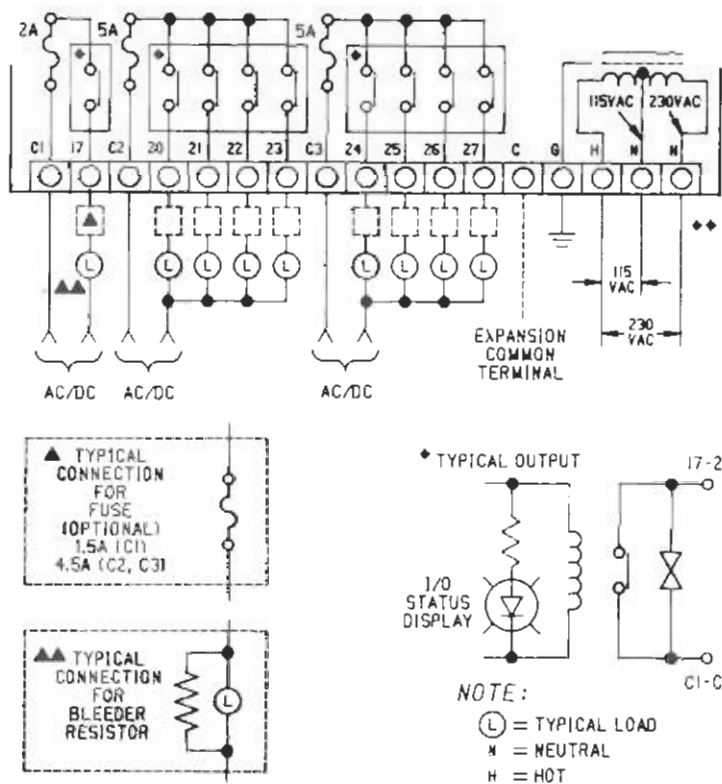 2A 5A 5A
115VAC 230VAC
C1 17 C2 20 21 22 23 C3 24 25 26 27 C G H N N
L L L L L L L L L
115
VAC
230
VAC
EXPANSION
COMMON
TERMINAL
AC/DC AC/DC AC/DC
TYPICAL
CONNECTION
FOR
FUSE
(OPTIONAL)
1.5A (C1)
4.5A (C2, C3)
TYPICAL OUTPUT
17-2
I/O
STATUS
DISPLAY
C1-C
TYPICAL
CONNECTION
FOR
BLEEDER
RESISTOR
L
NOTE:
L = TYPICAL LOAD
N = NEUTRAL
H = HOT